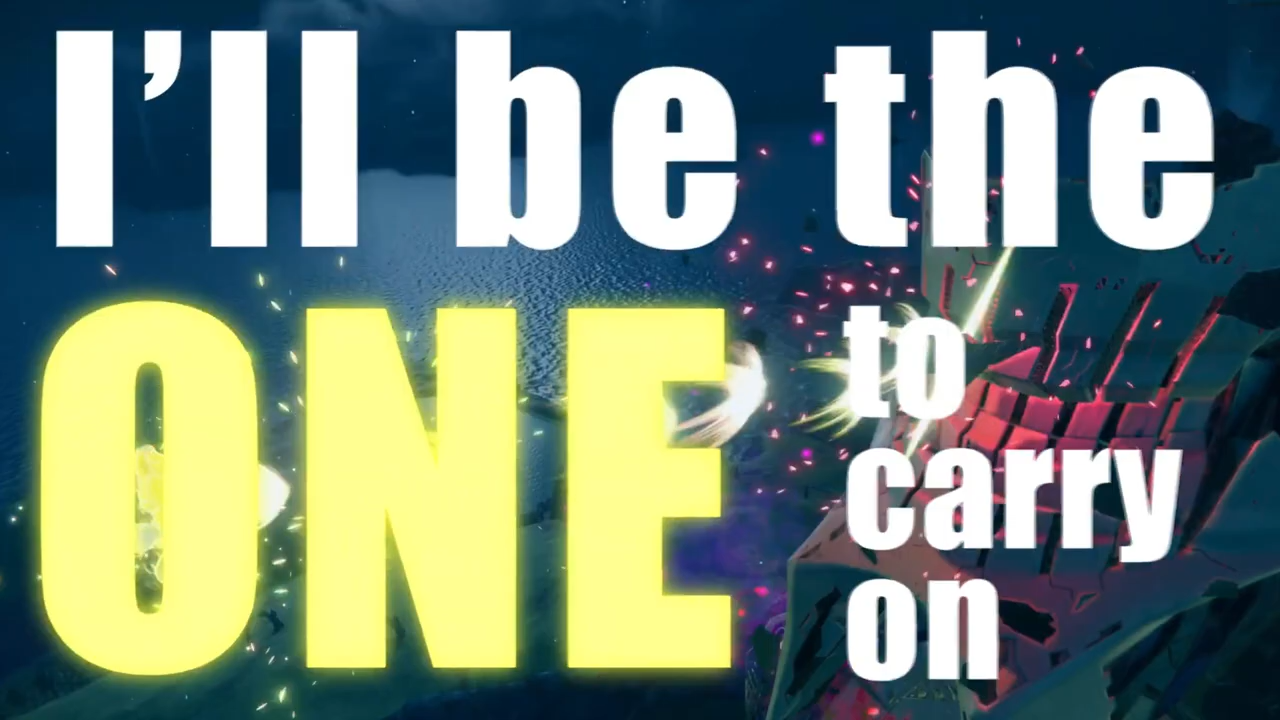 I’ll be the
ONE
to
carry
on